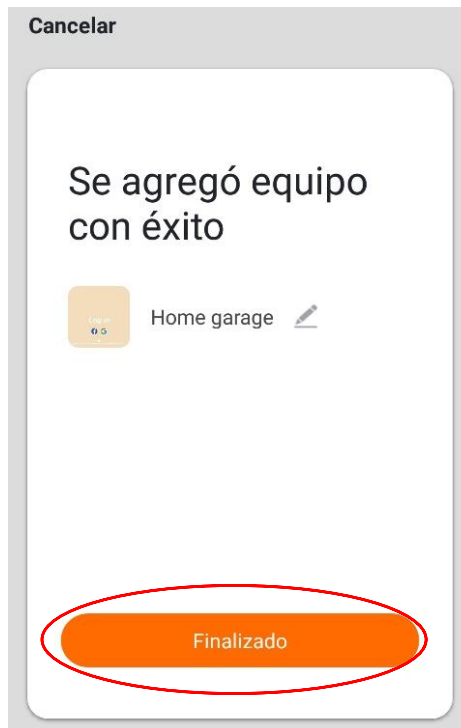 Cancelar
Se agregó equipo
con éxito
Home garage
Finalizado